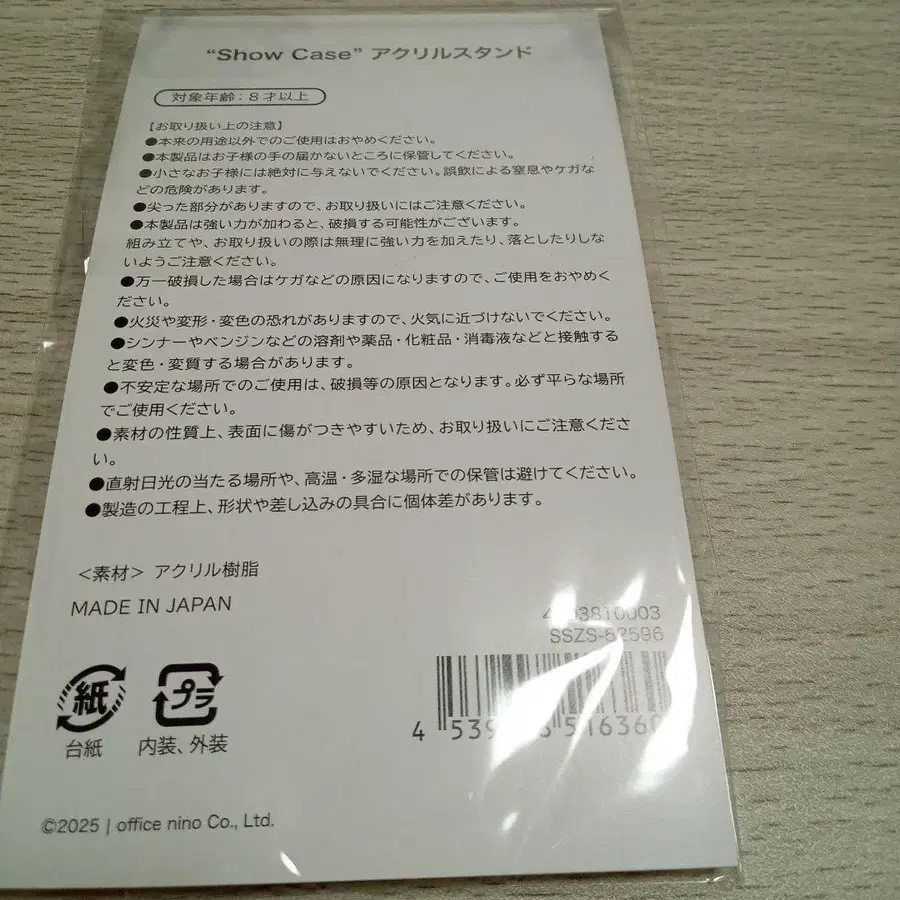 “Show Case” アクリルスタンド
対象年齢：8才以上
【お取り扱い上の注意】
●本来の用途以外でのご使用はおやめください。
●本製品はお子様の手の届かないところに保管してください。
●小さなお子様には絶対に与えないでください。誤飲による窒息やケガな
どの危険があります。
●尖った部分がありますので、お取り扱いにはご注意ください。
●本製品は強い力が加わると、破損する可能性がございます。
組み立てや、お取り扱いの際は無理に強い力を加えたり、落としたりしな
いようご注意ください。
●万一破損した場合はケガなどの原因になりますので、ご使用をおやめく
ださい。
●火災や変形・変色の恐れがありますので、火気に近づけないでください。
●シンナーやベンジンなどの溶剤や薬品・化粧品・消毒液などと接触する
と変色・変質する場合があります。
●不安定な場所でのご使用は、破損等の原因となります。必ず平らな場所
でご使用ください。
●素材の性質上、表面に傷がつきやすいため、お取り扱いにご注意くださ
い。
●直射日光の当たる場所や、高温・多湿な場所での保管は避けてください。
●製造の工程上、形状や差し込みの具合に個体差があります。
＜素材＞ アクリル樹脂
MADE IN JAPAN
SSZS-62596
紙
プラ
台紙
内装、外装
©2025 | office nino Co., Ltd.